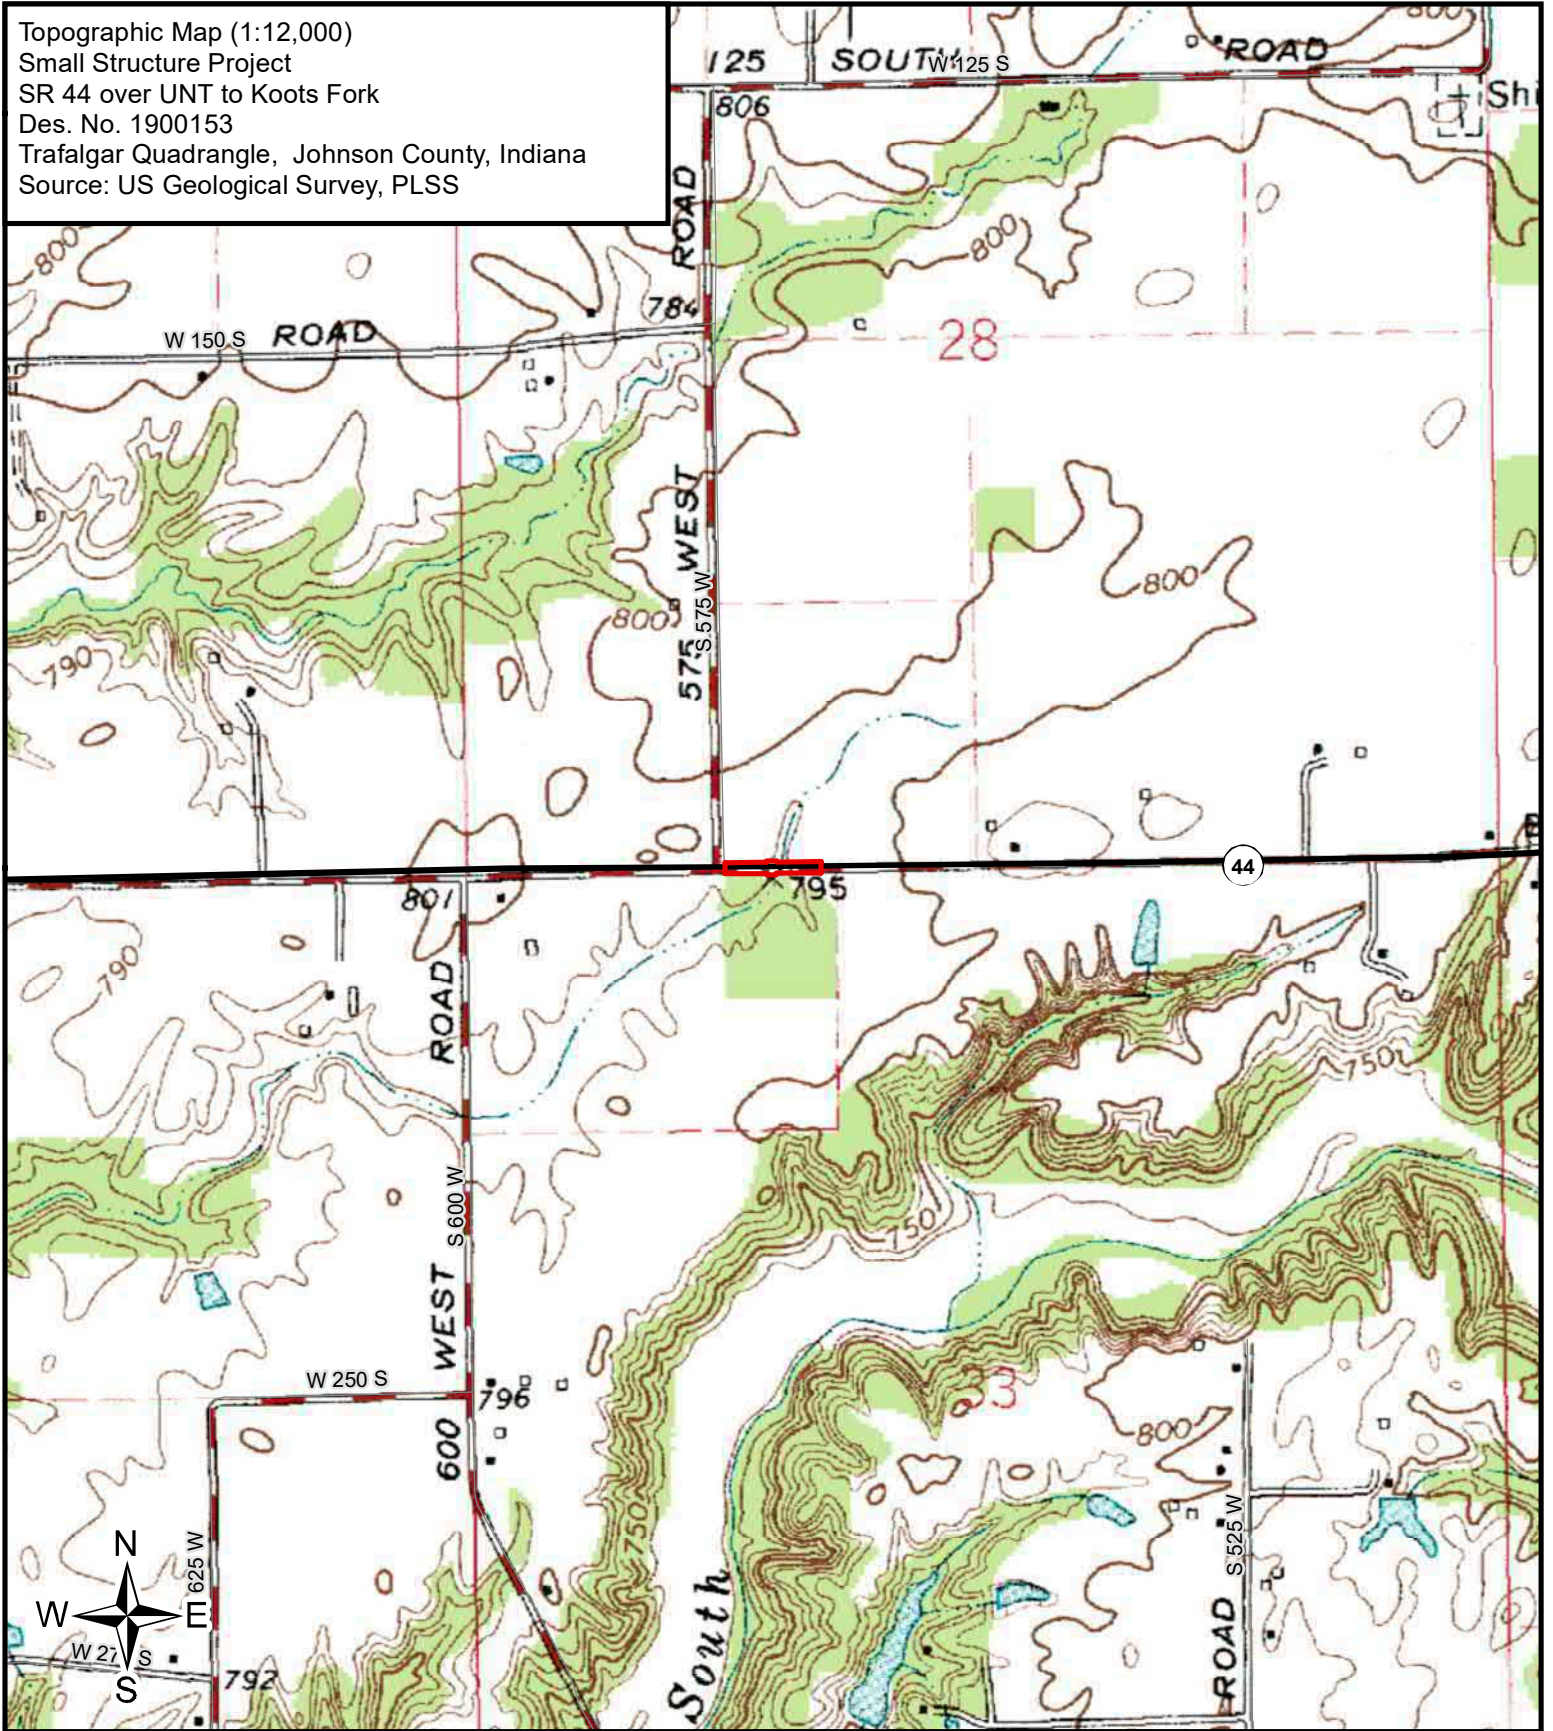 Topographic Map (1:12,000)
Small Structure Project
SR 44 over UNT to Koots Fork
Des. No. 1900153
Trafalgar Quadrangle, Johnson County, Indiana
Source: US Geological Survey, PLSS
800
125 SOUTH ROAD
W 125 S
Shi
806
ROAD
800
800
784
W 150 S
ROAD
28
WEST
800
800
S 575 W
575
790
44
795
801
790
ROAD
750
S 600 W
750
WEST
W 250 S
796
33
800
600
750
S 525 W
N
625 W
W
E
South
ROAD
S
792